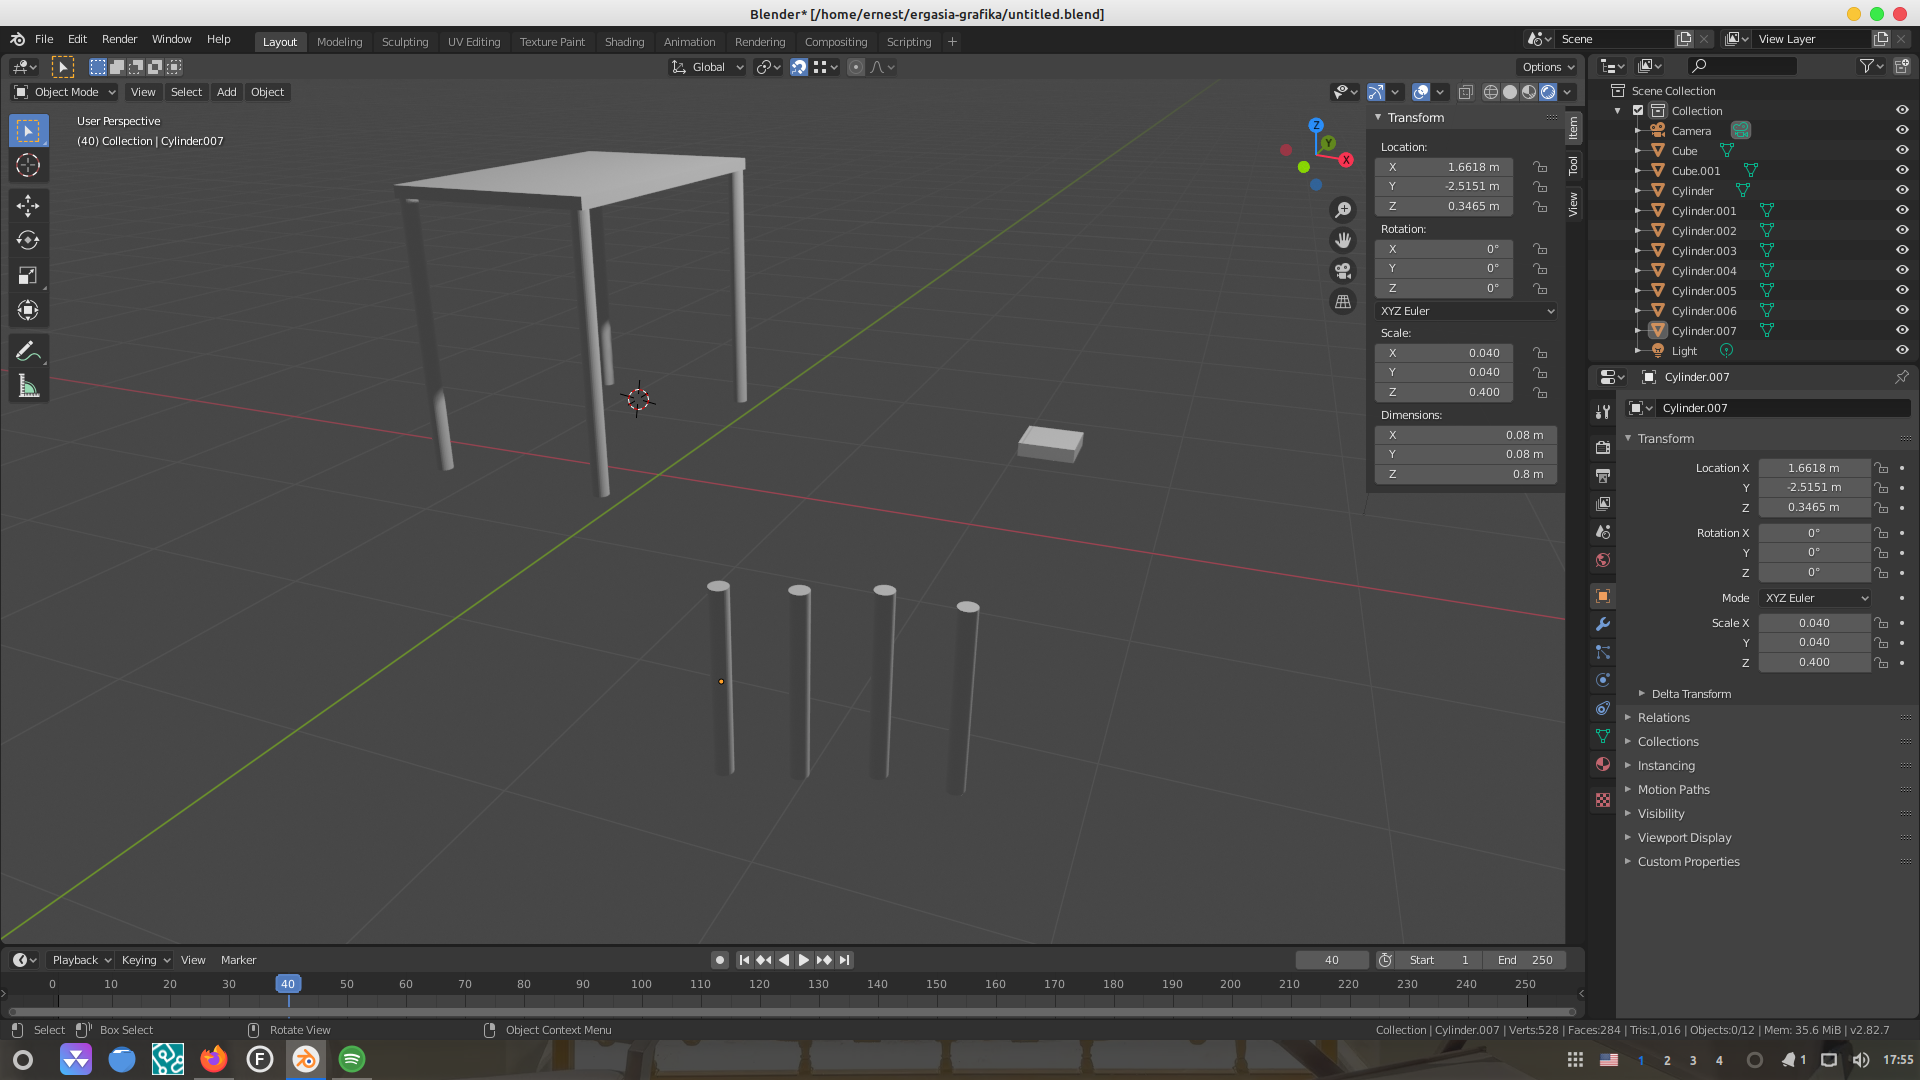 Blender* [/home/ernest/ergasia-grafika/untitled.blend]
File Edit Render Window Help Layout Modeling Sculpting UV Editing Texture Paint Shading Animation Rendering Compositing Scripting + Scene View Layer
Global Options
Object Mode View Select Add Object
User Perspective
(40) Collection | Cylinder.007
Z
Y
X
Transform
Location:
X 1.6618 m
Y -2.5151 m
Z 0.3465 m
Rotation:
X 0°
Y 0°
Z 0°
XYZ Euler
Scale:
X 0.040
Y 0.040
Z 0.400
Dimensions:
X 0.08 m
Y 0.08 m
Z 0.8 m
Item
Tool
View
Scene Collection
Collection
Camera
Cube
Cube.001
Cylinder
Cylinder.001
Cylinder.002
Cylinder.003
Cylinder.004
Cylinder.005
Cylinder.006
Cylinder.007
Light
Cylinder.007
Cylinder.007
Transform
Location X 1.6618 m
Y -2.5151 m
Z 0.3465 m
Rotation X 0°
Y 0°
Z 0°
Mode XYZ Euler
Scale X 0.040
Y 0.040
Z 0.400
Delta Transform
Relations
Collections
Instancing
Motion Paths
Visibility
Viewport Display
Custom Properties
Playback Keying View Marker 40 Start 1 End 250
0 10 20 30 40 50 60 70 80 90 100 110 120 130 140 150 160 170 180 190 200 210 220 230 240 250
Select Box Select Rotate View Object Context Menu Collection | Cylinder.007 | Verts:528 | Faces:284 | Tris:1,016 | Objects:0/12 | Mem: 35.6 MiB | v2.82.7
F 1 2 3 4 1 17:55